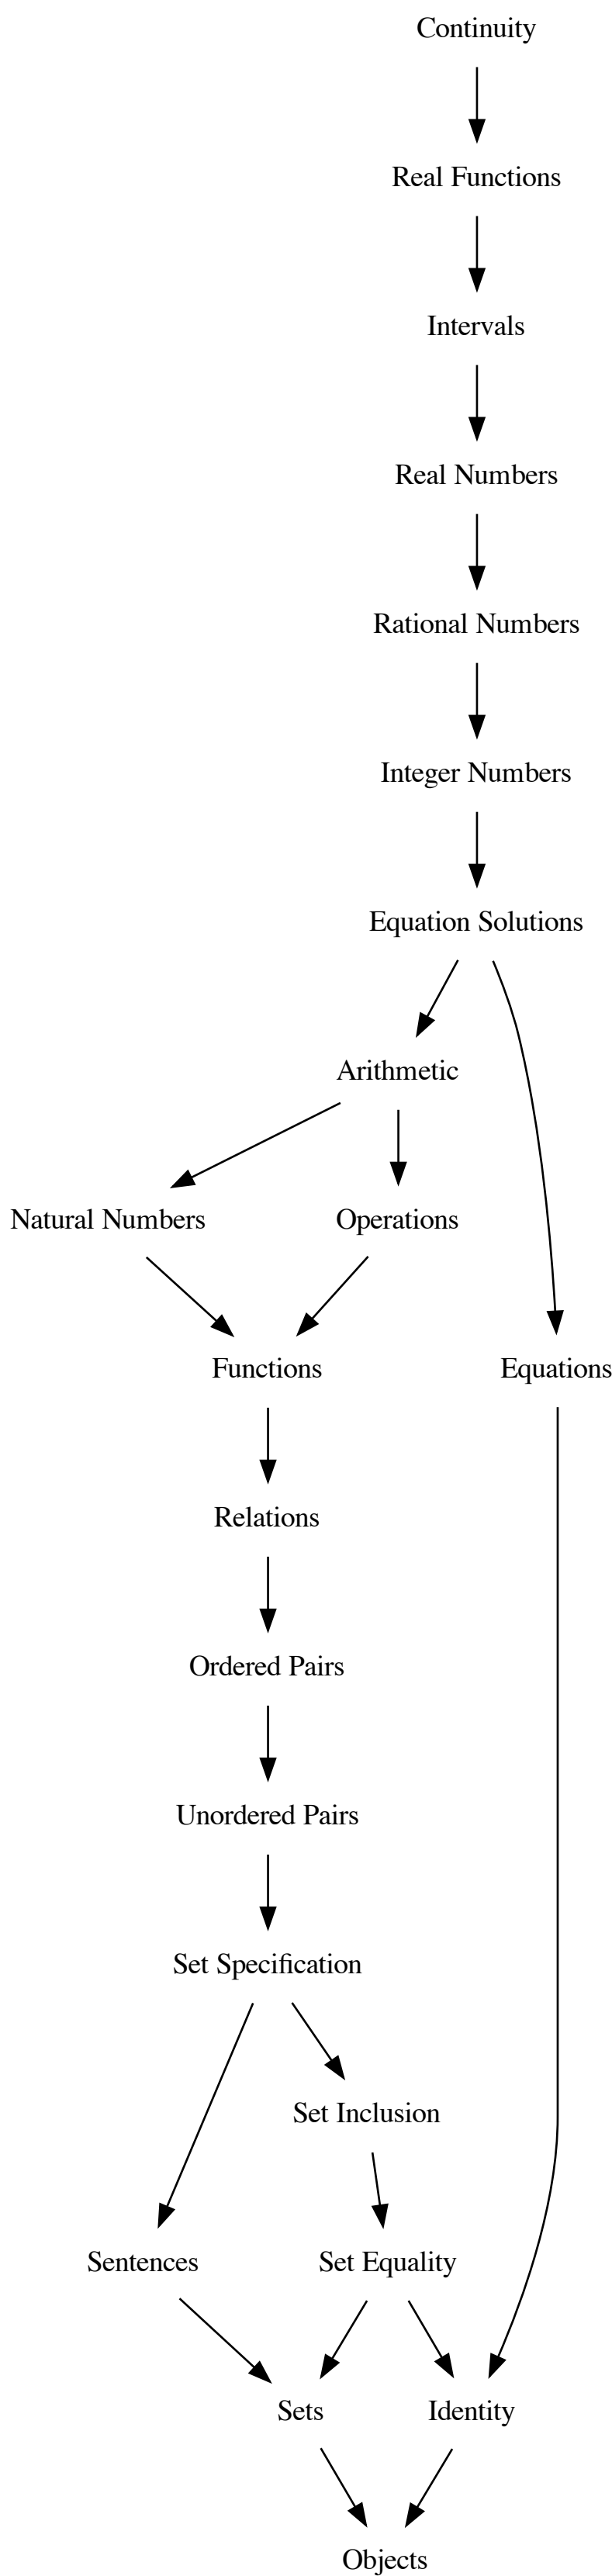 Continuity
Real Functions
Intervals
Real Numbers
Rational Numbers
Integer Numbers
Equation Solutions
Arithmetic
Natural Numbers
Operations
Functions
Equations
Relations
Ordered Pairs
Unordered Pairs
Set Specification
Set Inclusion
Sentences
Set Equality
Sets
Identity
Objects